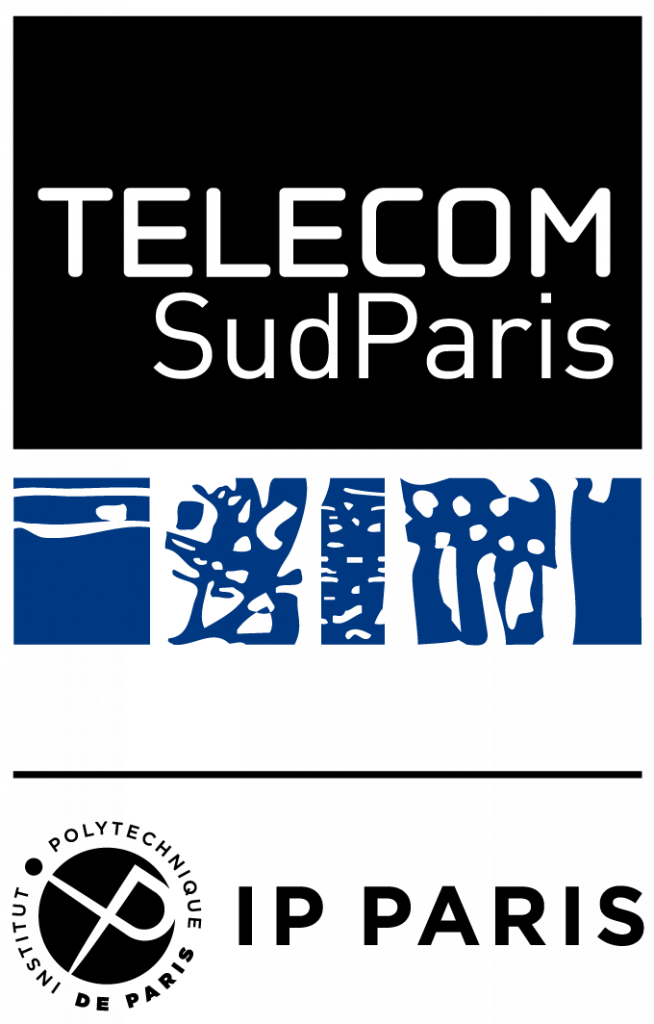 TELECOM
SudParis
INSTITUT POLYTECHNIQUE
DE PARIS
IP PARIS